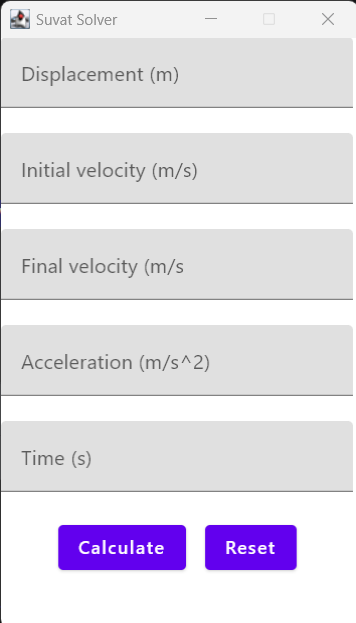 Suvat Solver
Displacement (m)
Initial velocity (m/s)
Final velocity (m/s
Acceleration (m/s^2)
Time (s)
Calculate Reset